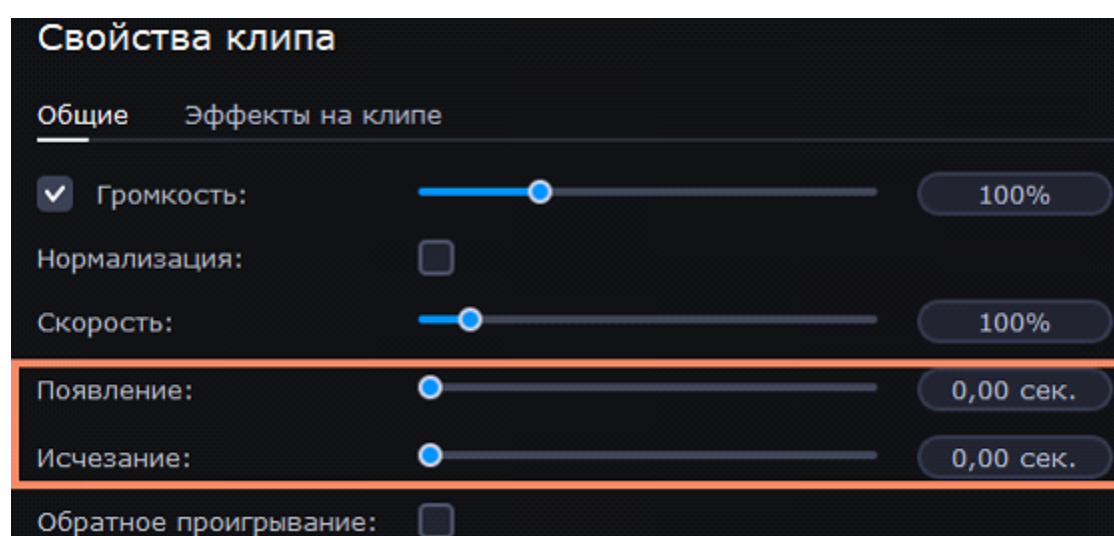 Свойства клипа
Общие Эффекты на клипе
Громкость: 100%
Нормализация:
Скорость: 100%
Появление: 0,00 сек.
Исчезание: 0,00 сек.
Обратное проигрывание: